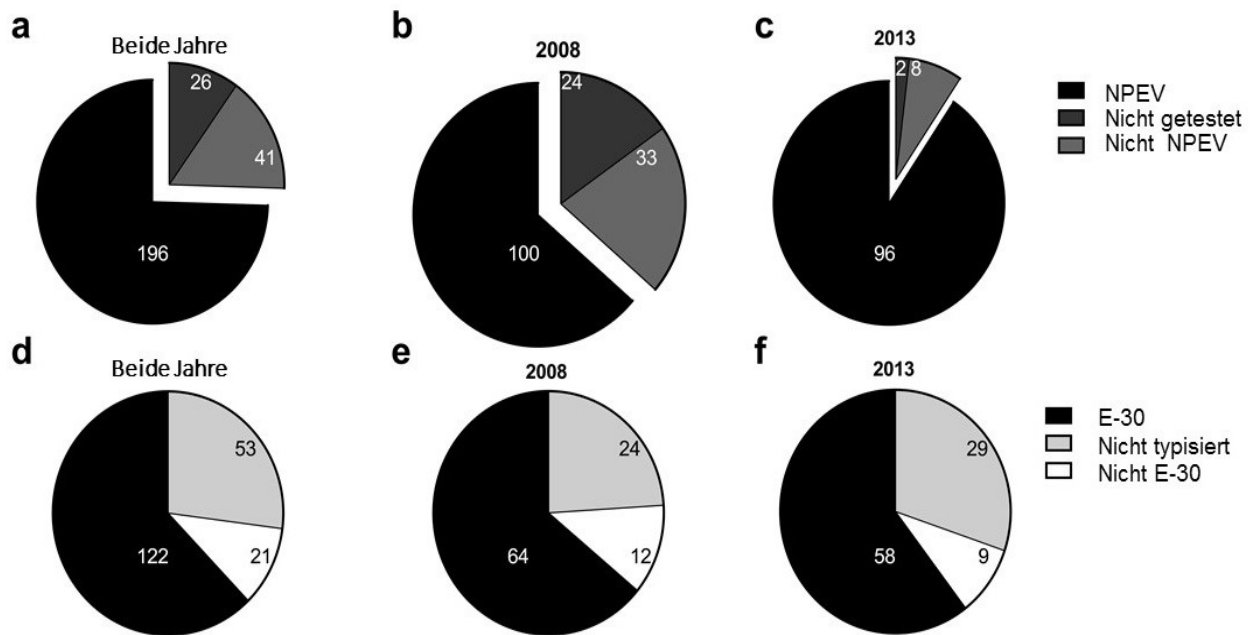 a
Beide Jahre
26
41
196
b
2008
24
33
100
c
2013
2 8
96
NPEV
Nicht getestet
Nicht NPEV
d
Beide Jahre
53
122
21
e
2008
24
64
12
f
2013
29
58
9
E-30
Nicht typisiert
Nicht E-30